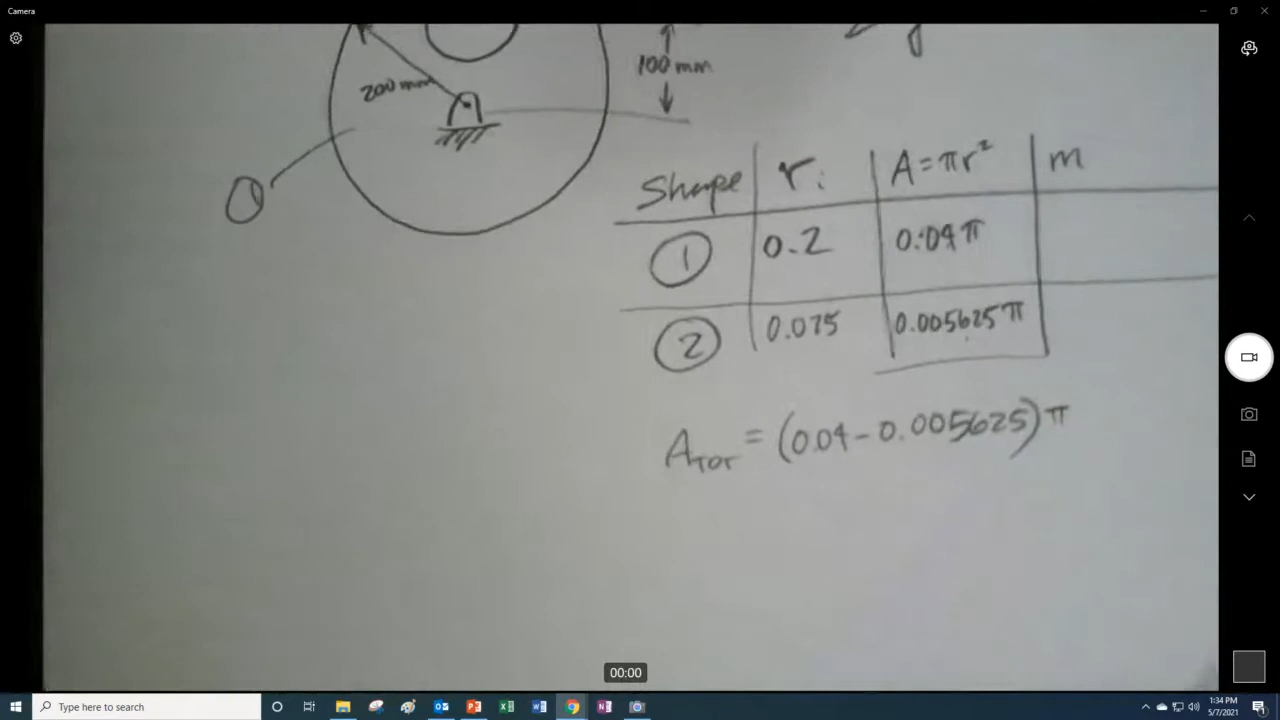 Camera
200 mm
100 mm
1
Shape | r. | A = πr² | m
1 | 0.2 | 0.04π
2 | 0.075 | 0.005625π
A_TOT = (0.04 - 0.005625)π
00:00
Type here to search
1:34 PM
5/7/2021